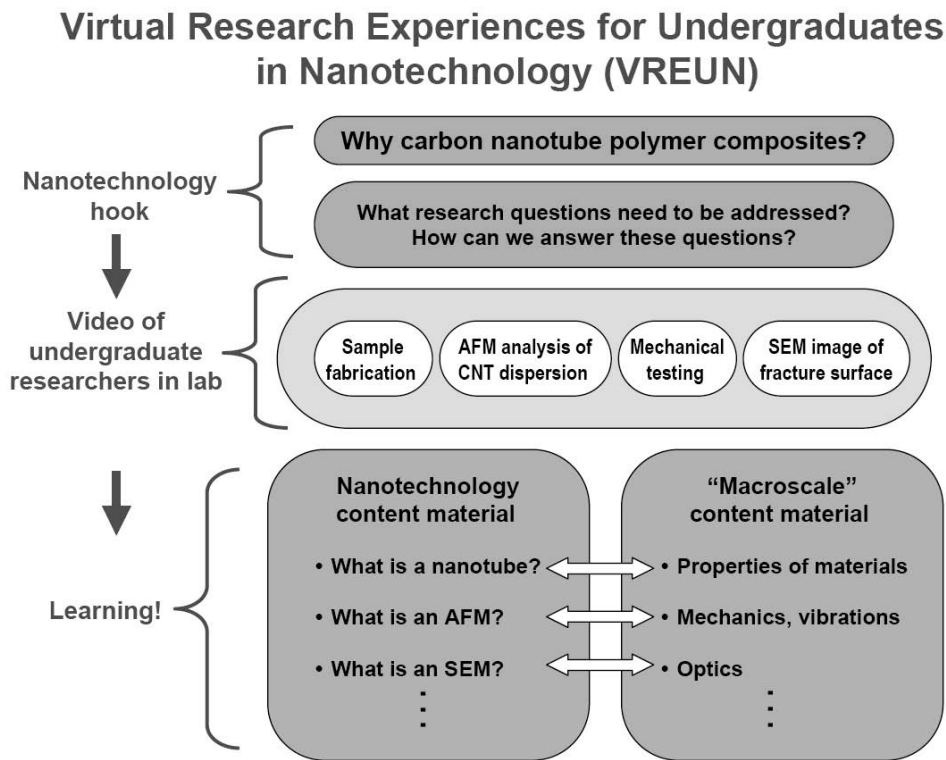 Virtual Research Experiences for Undergraduates
in Nanotechnology (VREUN)
Nanotechnology
hook
Why carbon nanotube polymer composites?
What research questions need to be addressed?
How can we answer these questions?
Video of
undergraduate
researchers in lab
Sample
fabrication
AFM analysis of
CNT dispersion
Mechanical
testing
SEM image of
fracture surface
Learning!
Nanotechnology
content material
• What is a nanotube?
• What is an AFM?
• What is an SEM?
“Macroscale”
content material
• Properties of materials
• Mechanics, vibrations
• Optics